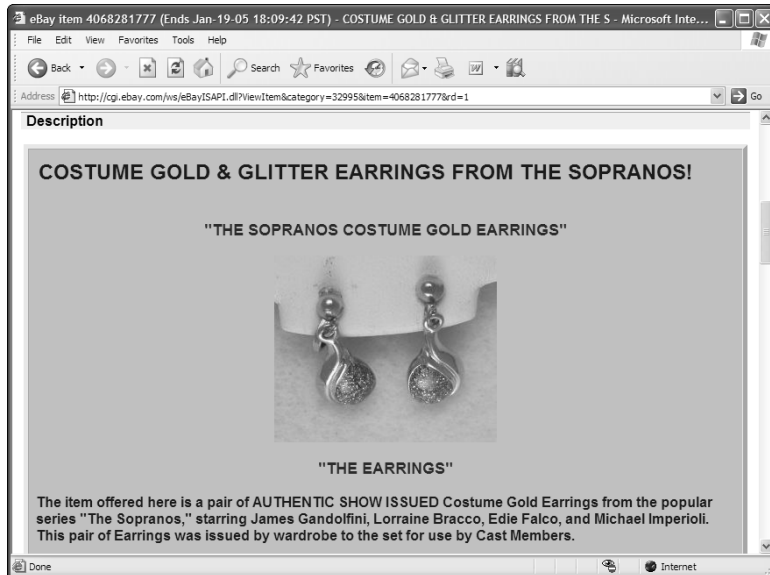 eBay item 4068281777 (Ends Jan-19-05 18:09:42 PST) - COSTUME GOLD & GLITTER EARRINGS FROM THE S - Microsoft Inte...
File Edit View Favorites Tools Help
Back Search Favorites
Address http://cgi.ebay.com/ws/eBayISAPI.dll?ViewItem&category=32995&item=4068281777&rd=1 Go
Description
COSTUME GOLD & GLITTER EARRINGS FROM THE SOPRANOS!
"THE SOPRANOS COSTUME GOLD EARRINGS"
"THE EARRINGS"
The item offered here is a pair of AUTHENTIC SHOW ISSUED Costume Gold Earrings from the popular
series "The Sopranos," starring James Gandolfini, Lorraine Bracco, Edie Falco, and Michael Imperioli.
This pair of Earrings was issued by wardrobe to the set for use by Cast Members.
Done Internet